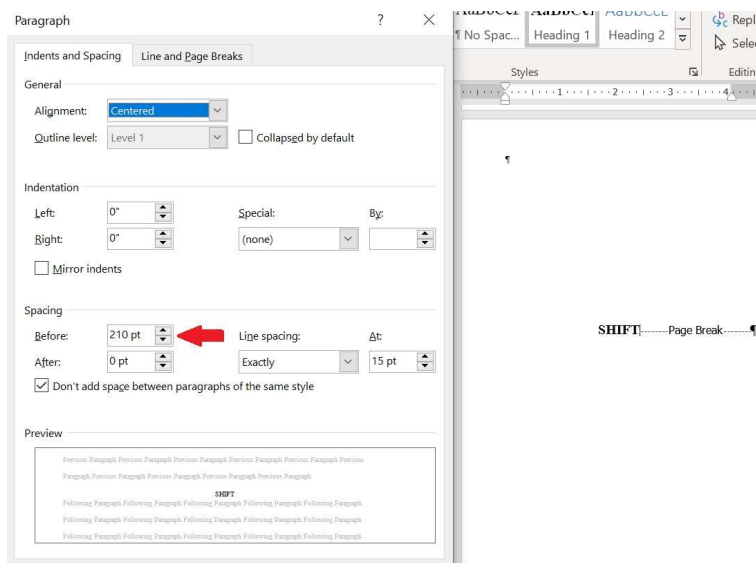 Paragraph
?
Indents and Spacing
Line and Page Breaks
General
Alignment:
Centered
Outline level:
Level 1
Collapsed by default
Indentation
Left:
0"
Special:
By:
Right:
0"
(none)
Mirror indents
Spacing
Before:
210 pt
Line spacing:
At:
After:
0 pt
Exactly
15 pt
Don't add space between paragraphs of the same style
Preview
Previous Paragraph Previous Paragraph Previous Paragraph Previous Paragraph Previous Paragraph Previous
Paragraph Previous Paragraph Previous Paragraph Previous Paragraph Previous Paragraph
SHIFT
Following Paragraph Following Paragraph Following Paragraph Following Paragraph Following Paragraph
Following Paragraph Following Paragraph Following Paragraph Following Paragraph Following Paragraph
Following Paragraph Following Paragraph Following Paragraph Following Paragraph Following Paragraph
¶ No Spac...
Heading 1
Heading 2
Repl
Sele
Styles
Editin
1 2 3 4
¶
SHIFT Page Break ¶